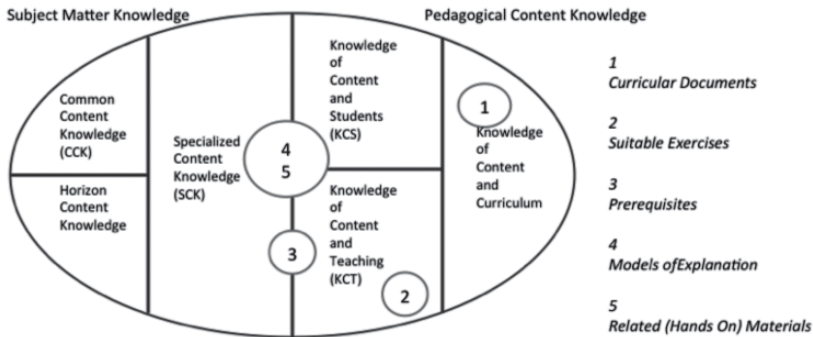 Subject Matter Knowledge
Pedagogical Content Knowledge
Common
Content
Knowledge
(CCK)
Horizon
Content
Knowledge
Specialized
Content
Knowledge
(SCK)
Knowledge
of
Content
and
Students
(KCS)
4
5
Knowledge
of
Content
and
Teaching
(KCT)
3
2
1
Knowledge
of
Content
and
Curriculum
1
Curricular Documents
2
Suitable Exercises
3
Prerequisites
4
Models ofExplanation
5
Related (Hands On) Materials